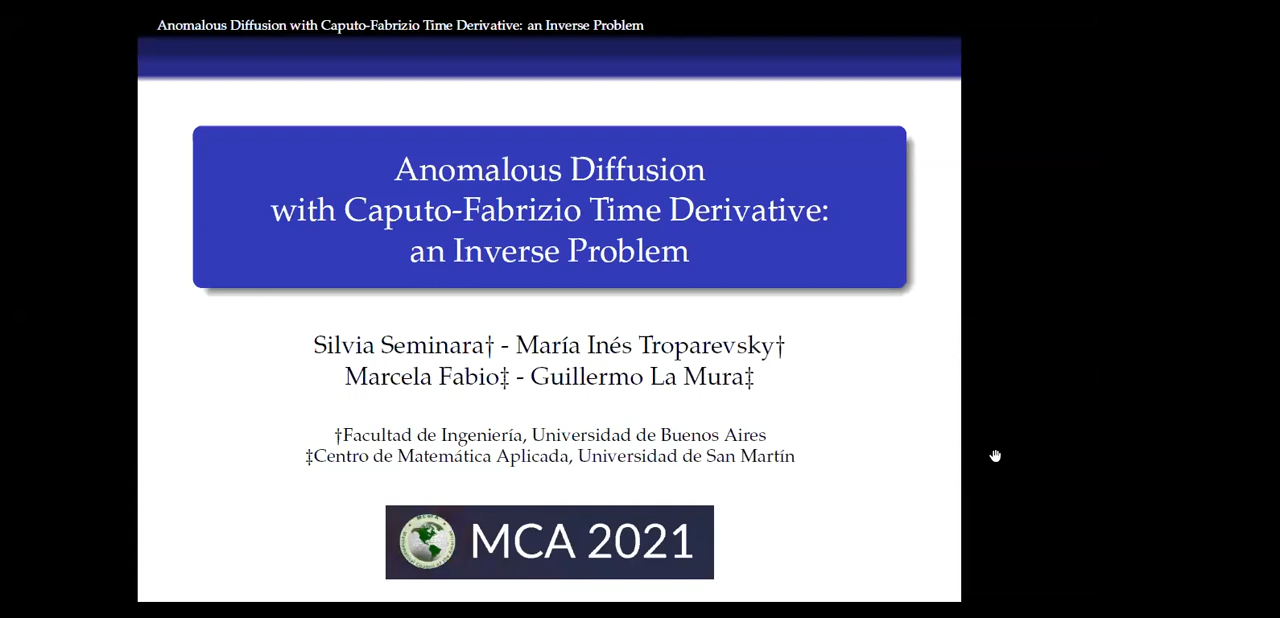 Anomalous Diffusion with Caputo-Fabrizio Time Derivative: an Inverse Problem
Anomalous Diffusion
with Caputo-Fabrizio Time Derivative:
an Inverse Problem
Silvia Seminara† - María Inés Troparevsky†
Marcela Fabio‡ - Guillermo La Mura‡
†Facultad de Ingeniería, Universidad de Buenos Aires
‡Centro de Matemática Aplicada, Universidad de San Martín
MCA 2021